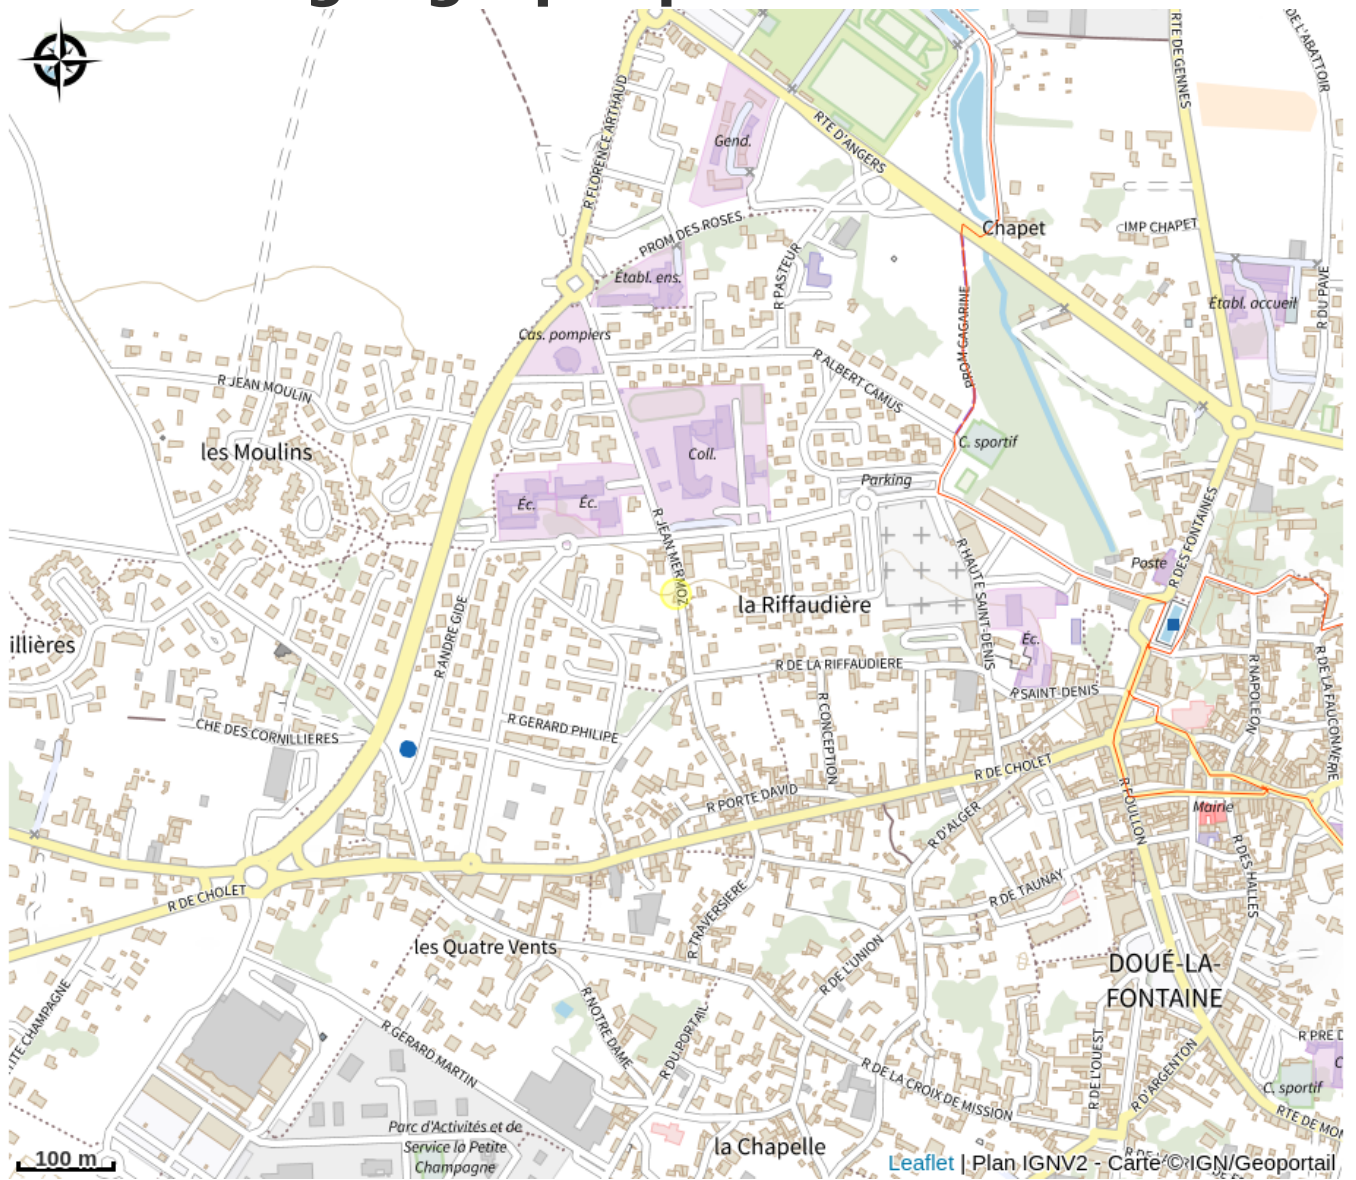 RTE DE GENNES
DE L'ABATTOIR
R FLORENCE ARTHAUD
RTE D'ANGERS
Gend.
PROM DES ROSES
Chapet
IMP CHAPET
R PASTEUR
Établ. ens.
PROM GAGARINE
Établ. accueil
R DU PAVE
Cas. pompiers
R ALBERT CAMUS
R JEAN MOULIN
les Moulins
Coll.
C. sportif
Parking
Éc.
Éc.
R JEAN MERMOZ
R DES FONTAINES
R HAUTE SAINT-DENIS
Poste
la Riffaudière
illières
R ANDRE GIDE
Éc.
R DE LA RIFFAUDIERE
R SAINT-DENIS
R NAPOLEON
R DE LA FAUCONNERIE
R CONCEPTION
R GERARD PHILIPE
CHE DES CORNILLIERES
R DE CHOLET
R PORTE DAVID
R FOULLON
Mairie
R D'ALGER
R DES HALLES
R DE TAUNAY
R DE CHOLET
R TRAVERSIERE
les Quatre Vents
R DE L'UNION
DOUÉ-LA-
FONTAINE
R NOTRE DAME
R DU PORTAIL
R GERARD MARTIN
R DE L'OUEST
R D'ARGENTON
R PRE D
C. sportif
R DE LA CROIX DE MISSION
RTE DE MON
Parc d'Activités et de
Service la Petite
Champagne
la Chapelle
100 m
Leaflet | Plan IGNV2 - Carte © IGN/Geoportail